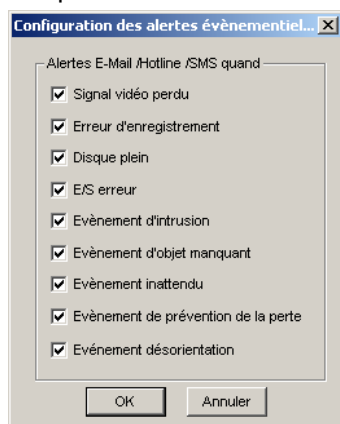 Configuration des alertes évènementiel...
Alertes E-Mail /Hotline /SMS quand
Signal vidéo perdu
Erreur d'enregistrement
Disque plein
E/S erreur
Evènement d'intrusion
Evènement d'objet manquant
Evènement inattendu
Evènement de prévention de la perte
Evénement désorientation
OK
Annuler